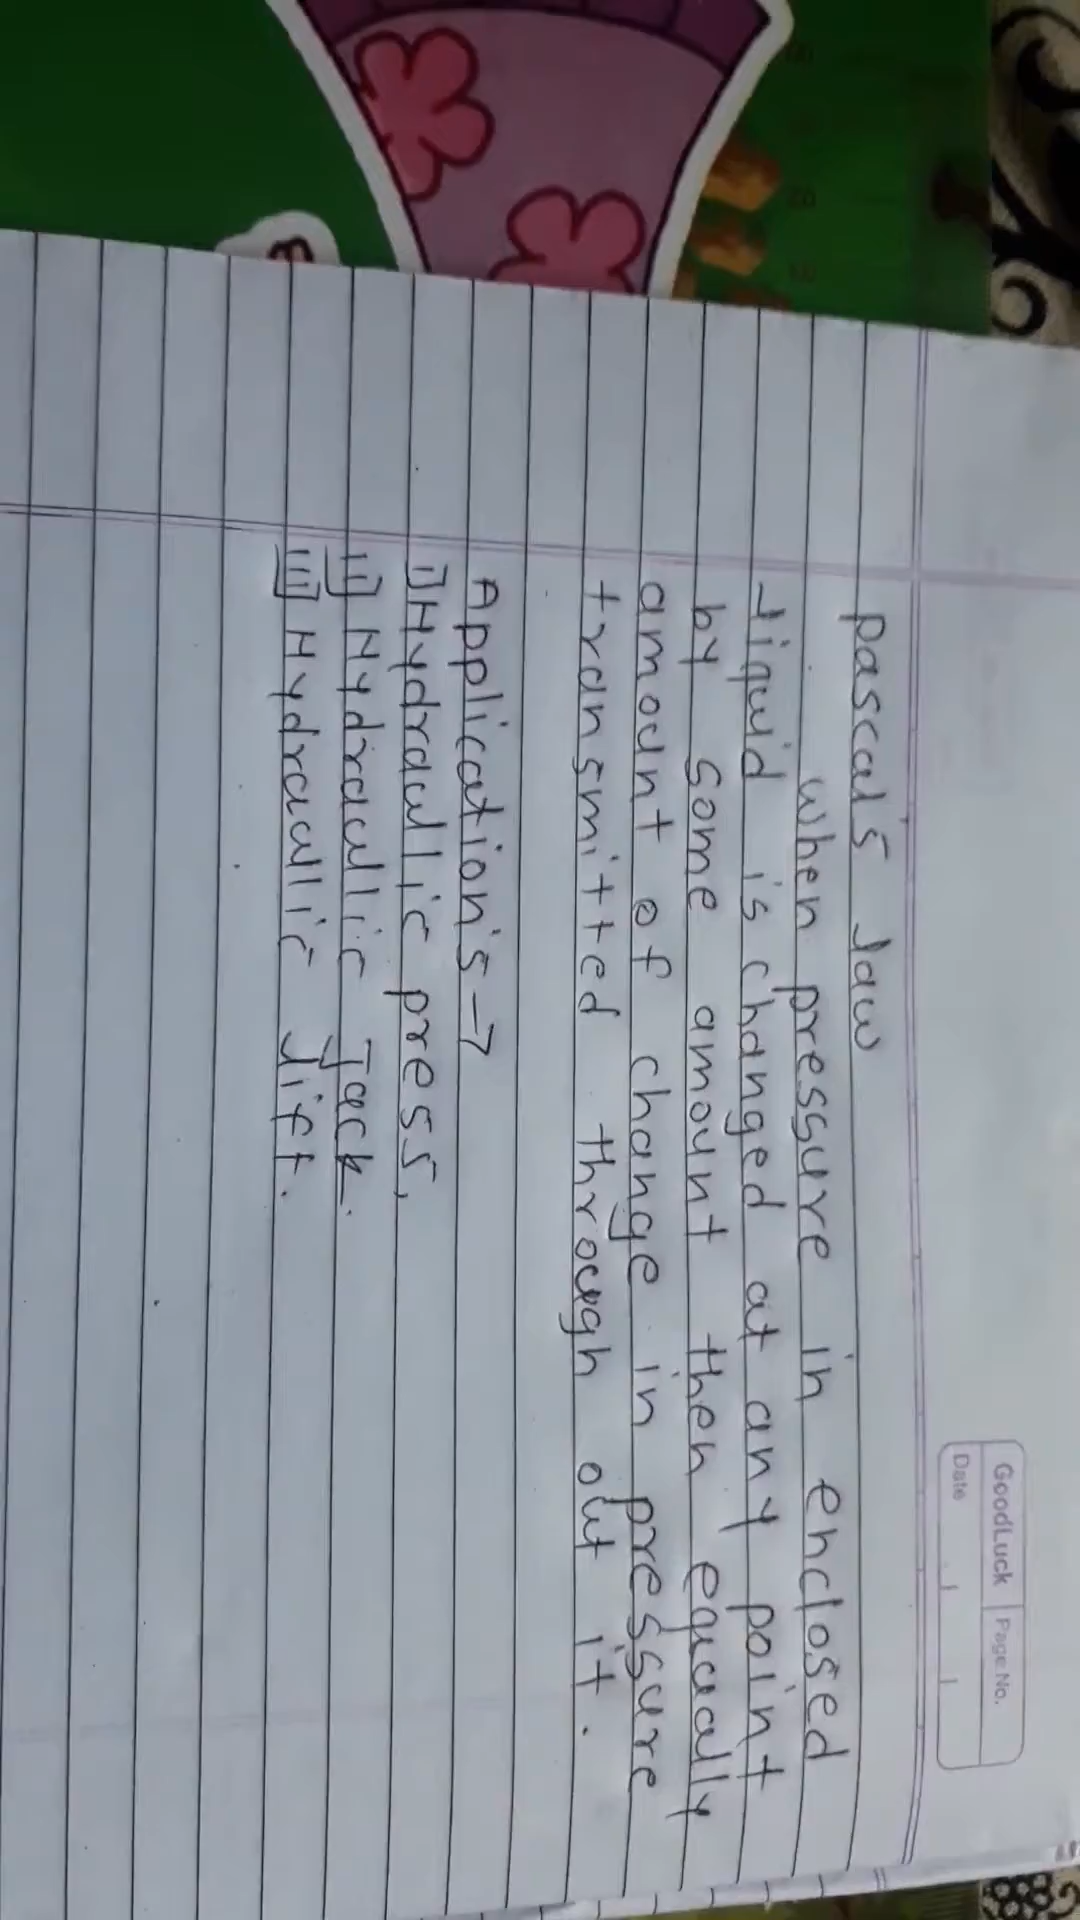 GoodLuck Page No.
Date
pascal's law
when pressure in enclosed
liquid is changed at any point
by some amount then equally
amount of change in pressure
transmitted through out it.
Application's →
I] Hydraulic press,
II] Hydraulic Jack.
III] Hydraulic lift.